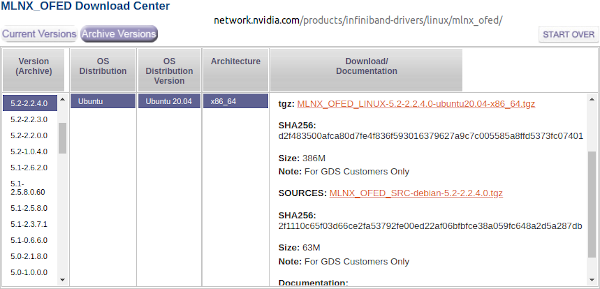 MLNX_OFED Download Center
network.nvidia.com/products/infiniband-drivers/linux/mlnx_ofed/
Current Versions
Archive Versions
START OVER
Version
(Archive)
OS
Distribution
OS
Distribution
Version
Architecture
Download/
Documentation
5.2-2.2.4.0
5.2-2.2.3.0
5.2-2.2.0.0
5.2-1.0.4.0
5.1-2.6.2.0
5.1-
2.5.8.0.60
5.1-2.5.8.0
5.1-2.3.7.1
5.1-0.6.6.0
5.0-2.1.8.0
5.0-1.0.0.0
Ubuntu
Ubuntu 20.04
x86_64
tgz: MLNX_OFED_LINUX-5.2-2.2.4.0-ubuntu20.04-x86_64.tgz
SHA256:
d2f483500afca80d7fe4f836f593016379627a9c7c005585a8ffd5373fc07401
Size: 386M
Note: For GDS Customers Only
SOURCES: MLNX_OFED_SRC-debian-5.2-2.2.4.0.tgz
SHA256:
2f1110c65f03d66ce2fa53792fe00ed22af06bfbfce38a059fc648a2d5a287db
Size: 63M
Note: For GDS Customers Only
Documentation: